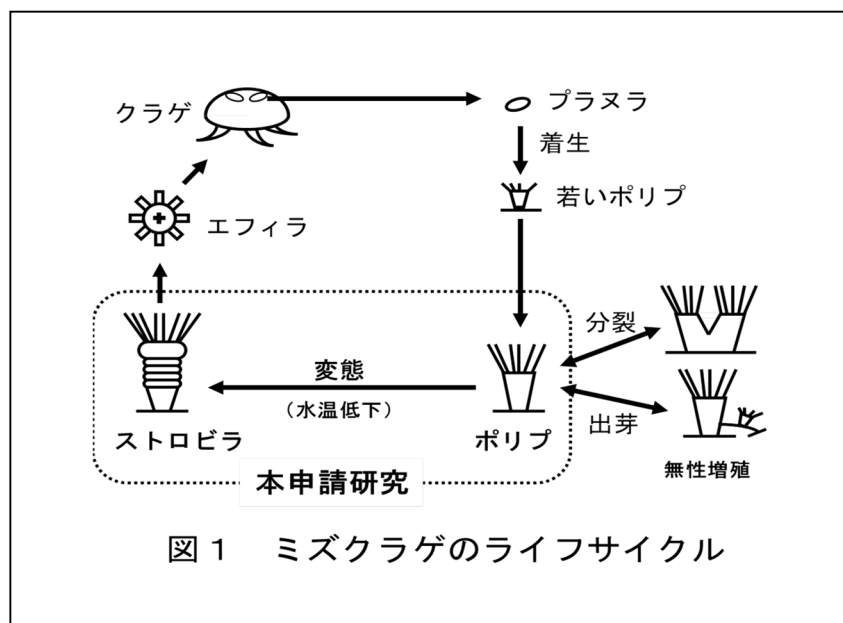 クラゲ
プラヌラ
着生
若いポリプ
エフィラ
分裂
変態
（水温低下）
出芽
ストロビラ
ポリプ
無性増殖
本申請研究
図１　ミズクラゲのライフサイクル